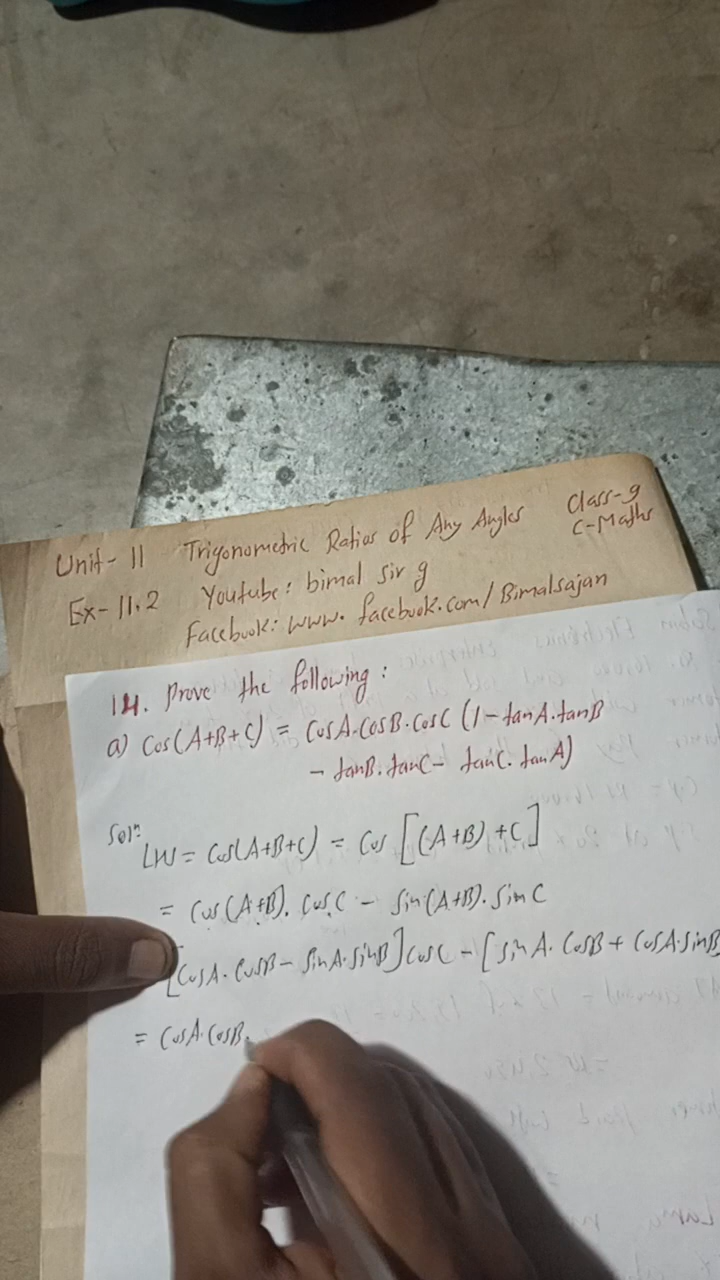 Unit- 11 Trigonometric Ratios of Any Angles Class-9
C-Maths
Ex- 11.2 Youtube: bimal sir g
Facebook: www. facebook.com/Bimalsajan
14. Prove the following:
a) Cos(A+B+C) = CosA.CosB.CosC (1-tanA.tanB
- tanB.tanC- tanC.tanA)
Solⁿ:
LHS = Cos(A+B+C) = Cos [(A+B) +C]
= Cos(A+B). CosC - Sin(A+B).SinC
[CosA. CosB- SinA.SinB]CosC -[SinA. CosB+ CosA.SinB
= CosA.CosB.